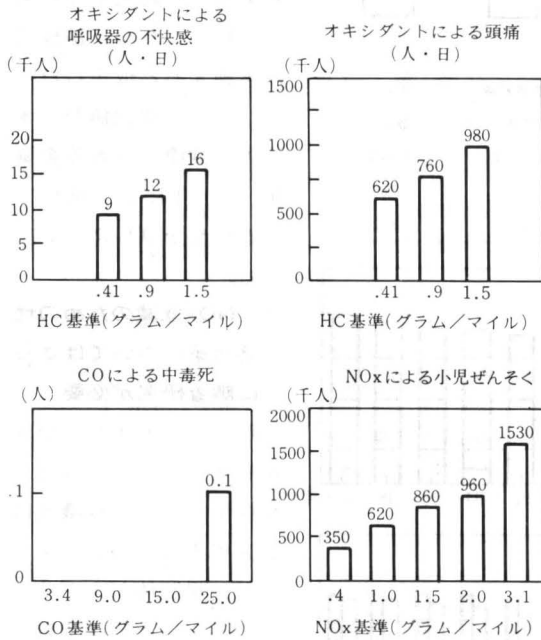 オキシダントによる
呼吸器の不快感
(人・日)
(千人)
20
15
10
5
0
9
12
16
.41 .9 1.5
HC基準(グラム/マイル)
オキシダントによる頭痛
(人・日)
(千人)
1500
1000
500
0
620
760
980
.41 .9 1.5
HC基準(グラム/マイル)
COによる中毒死
(人)
.1
0
0.1
3.4 9.0 15.0 25.0
CO基準(グラム/マイル)
NOxによる小児ぜんそく
(千人)
2000
1500
1000
500
0
350
620
860
960
1530
.4 1.0 1.5 2.0 3.1
NOx基準(グラム/マイル)